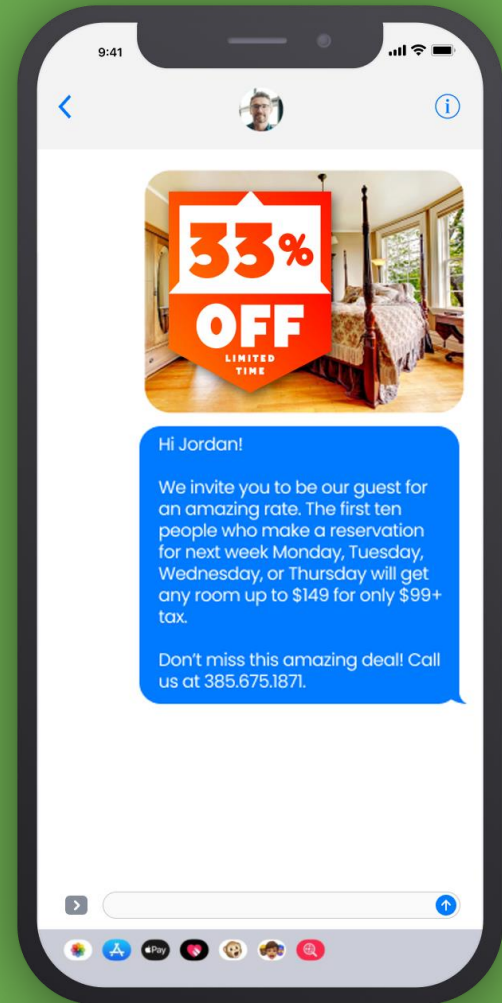 9:41
33%
OFF
LIMITED
TIME
Hi Jordan!
We invite you to be our guest for
an amazing rate. The first ten
people who make a reservation
for next week Monday, Tuesday,
Wednesday, or Thursday will get
any room up to $149 for only $99+
tax.
Don't miss this amazing deal! Call
us at 385.675.1871.
Pay